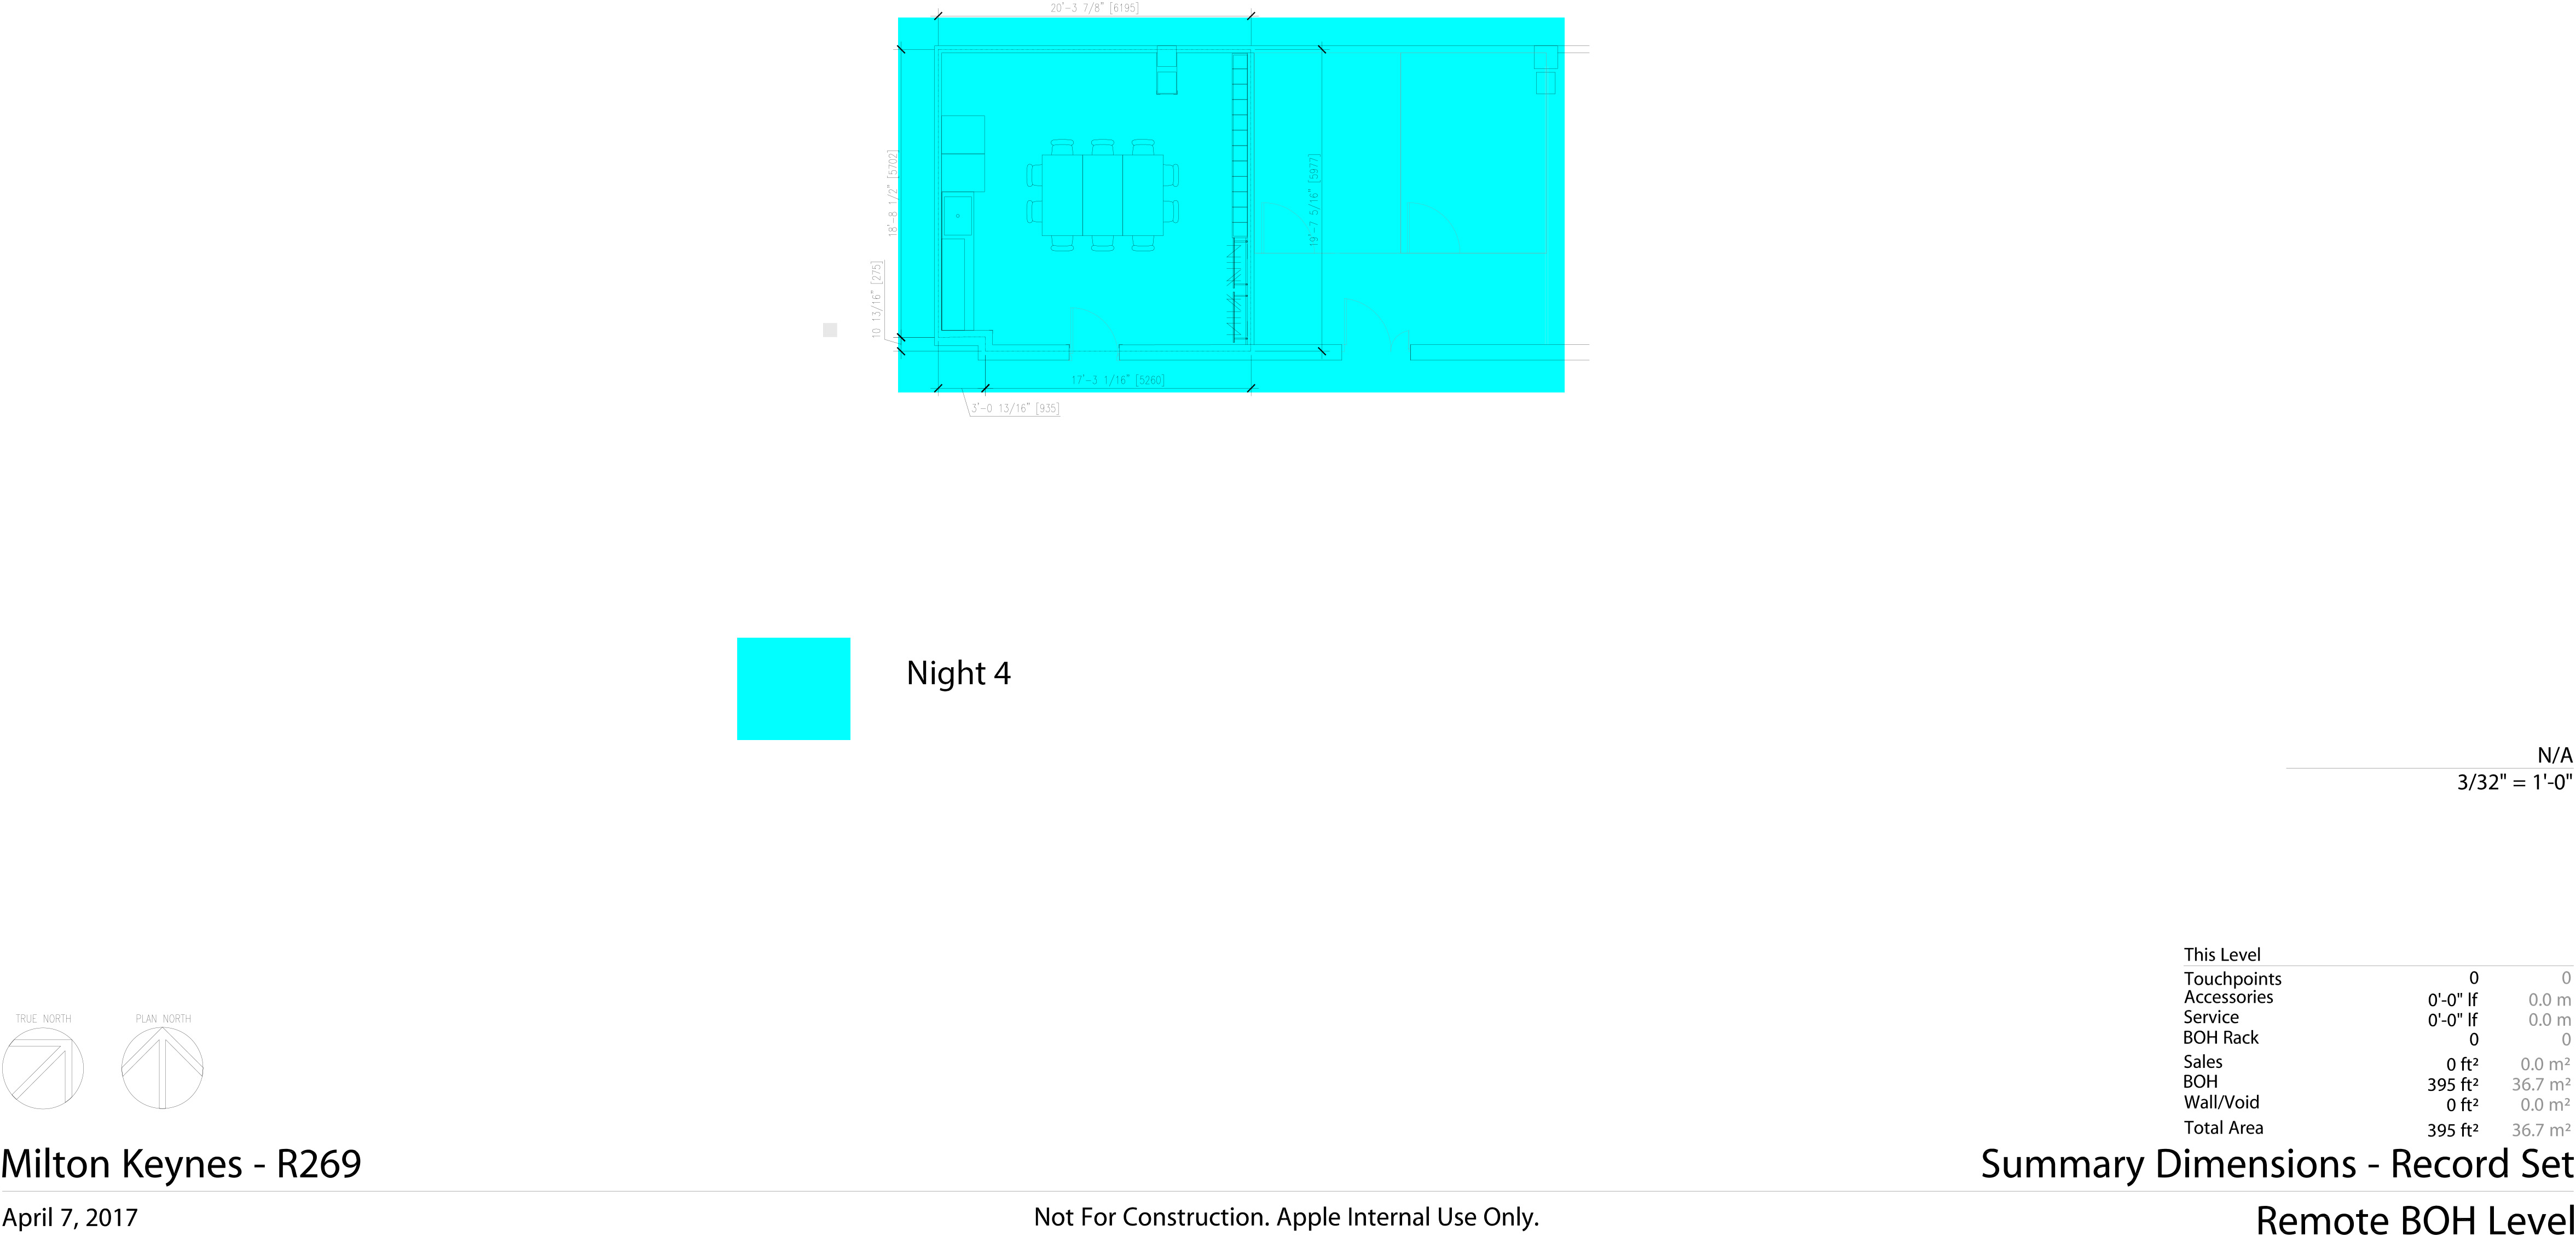 20'-3 7/8" [6195]
18'-8 1/2" [5702]
19'-7 5/16" [5977]
10 13/16" [275]
17'-3 1/16" [5260]
3'-0 13/16" [935]
Night 4
N/A
3/32" = 1'-0"
This Level
Touchpoints 0 0
Accessories 0'-0" lf 0.0 m
Service 0'-0" lf 0.0 m
BOH Rack 0 0
Sales 0 ft² 0.0 m²
BOH 395 ft² 36.7 m²
Wall/Void 0 ft² 0.0 m²
Total Area 395 ft² 36.7 m²
TRUE NORTH PLAN NORTH
Milton Keynes - R269 Summary Dimensions - Record Set
April 7, 2017 Not For Construction. Apple Internal Use Only. Remote BOH Level